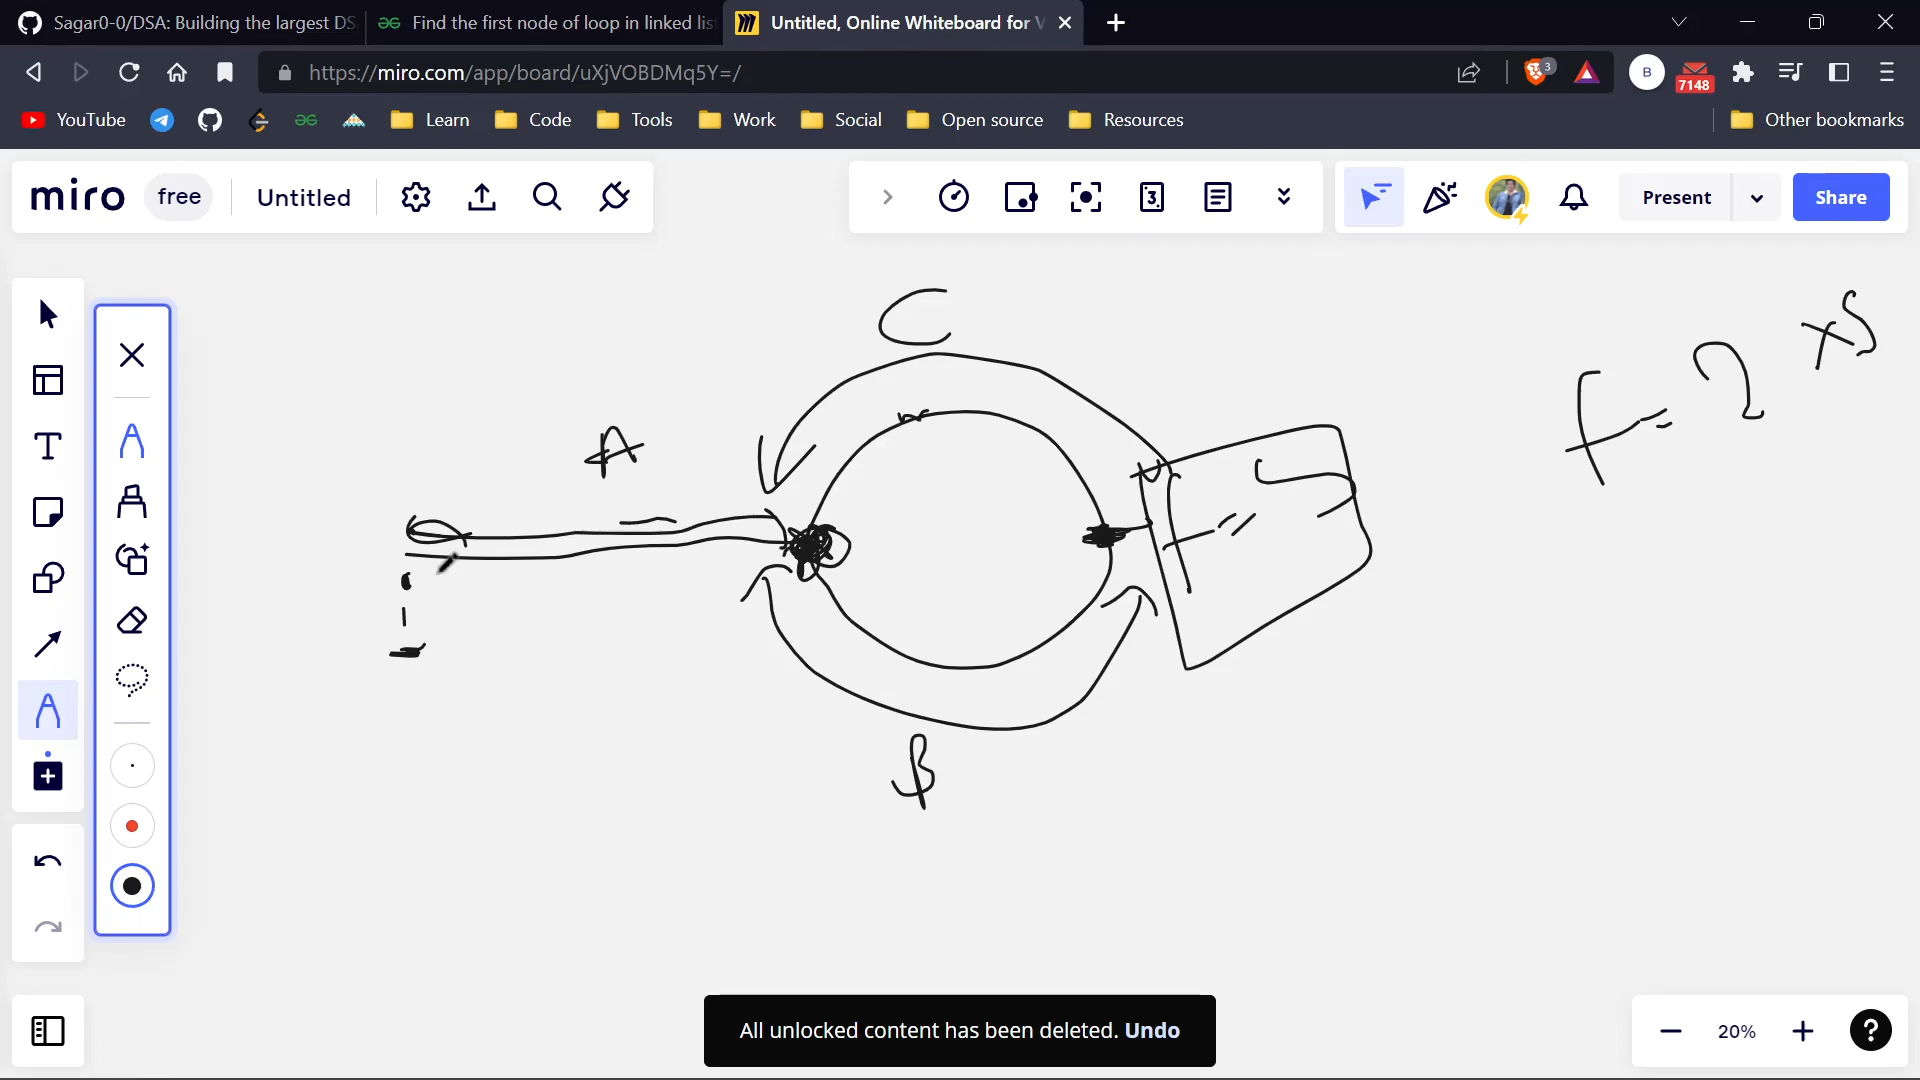 Sagar0-0/DSA: Building the largest DS
Find the first node of loop in linked lis
Untitled, Online Whiteboard for V
https://miro.com/app/board/uXjVOBDMq5Y=/
3
B
7148
YouTube
Learn
Code
Tools
Work
Social
Open source
Resources
Other bookmarks
miro
free
Untitled
3
Present
Share
C
A
B
F = 2 x S
All unlocked content has been deleted. Undo
20%
?